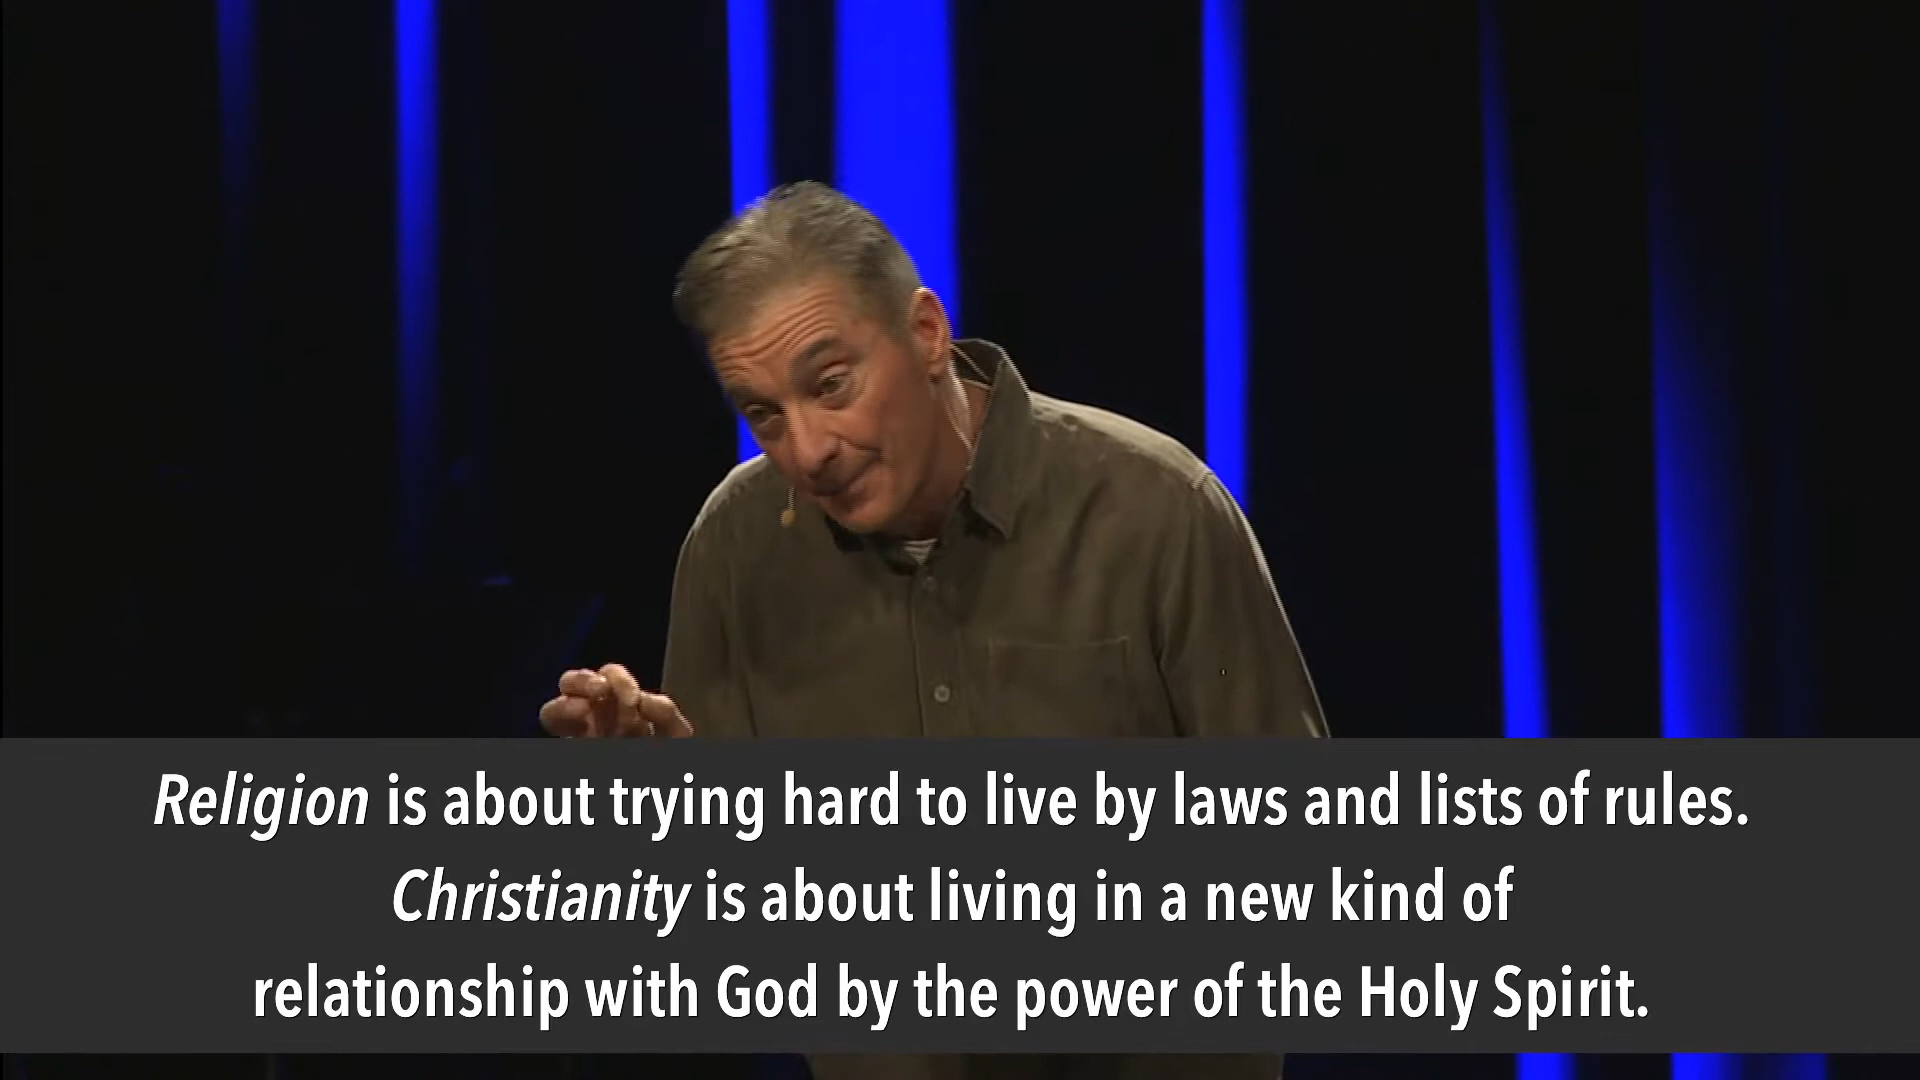 Religion is about trying hard to live by laws and lists of rules.
Christianity is about living in a new kind of
relationship with God by the power of the Holy Spirit.